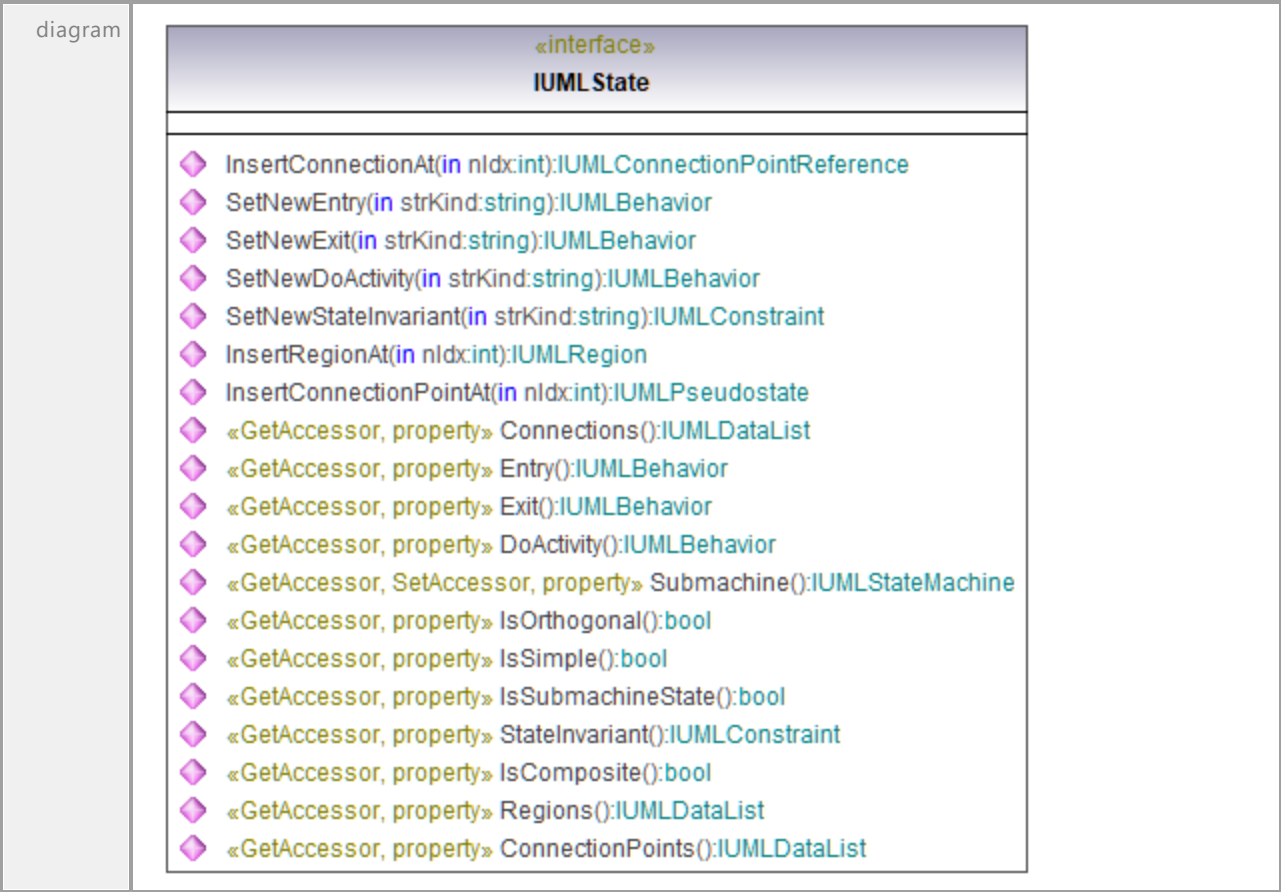 diagram
«interface»
IUMLState
InsertConnectionAt(in nIdx:int):IUMLConnectionPointReference
SetNewEntry(in strKind:string):IUMLBehavior
SetNewExit(in strKind:string):IUMLBehavior
SetNewDoActivity(in strKind:string):IUMLBehavior
SetNewStateInvariant(in strKind:string):IUMLConstraint
InsertRegionAt(in nIdx:int):IUMLRegion
InsertConnectionPointAt(in nIdx:int):IUMLPseudostate
«GetAccessor, property» Connections():IUMLDataList
«GetAccessor, property» Entry():IUMLBehavior
«GetAccessor, property» Exit():IUMLBehavior
«GetAccessor, property» DoActivity():IUMLBehavior
«GetAccessor, SetAccessor, property» Submachine():IUMLStateMachine
«GetAccessor, property» IsOrthogonal():bool
«GetAccessor, property» IsSimple():bool
«GetAccessor, property» IsSubmachineState():bool
«GetAccessor, property» StateInvariant():IUMLConstraint
«GetAccessor, property» IsComposite():bool
«GetAccessor, property» Regions():IUMLDataList
«GetAccessor, property» ConnectionPoints():IUMLDataList